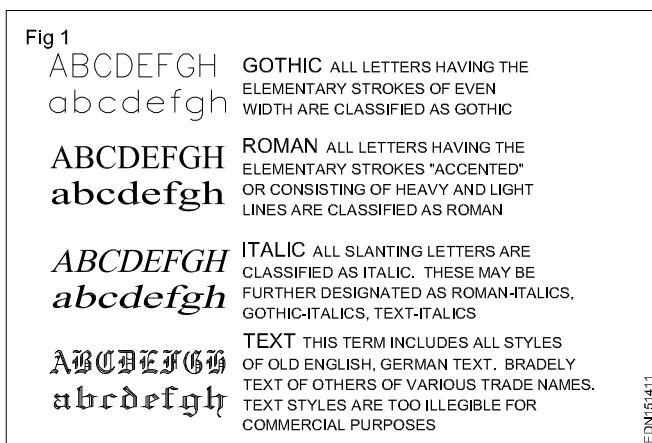 Fig 1
ABCDEFGH
abcdefgh
GOTHIC ALL LETTERS HAVING THE
ELEMENTARY STROKES OF EVEN
WIDTH ARE CLASSIFIED AS GOTHIC
ABCDEFGH
abcdefgh
ROMAN ALL LETTERS HAVING THE
ELEMENTARY STROKES "ACCENTED"
OR CONSISTING OF HEAVY AND LIGHT
LINES ARE CLASSIFIED AS ROMAN
ABCDEFGH
abcdefgh
ITALIC ALL SLANTING LETTERS ARE
CLASSIFIED AS ITALIC. THESE MAY BE
FURTHER DESIGNATED AS ROMAN-ITALICS,
GOTHIC-ITALICS, TEXT-ITALICS
ABCDEFGH
abcdefgh
TEXT THIS TERM INCLUDES ALL STYLES
OF OLD ENGLISH, GERMAN TEXT. BRADELY
TEXT OF OTHERS OF VARIOUS TRADE NAMES.
TEXT STYLES ARE TOO ILLEGIBLE FOR
COMMERCIAL PURPOSES
EDN151411